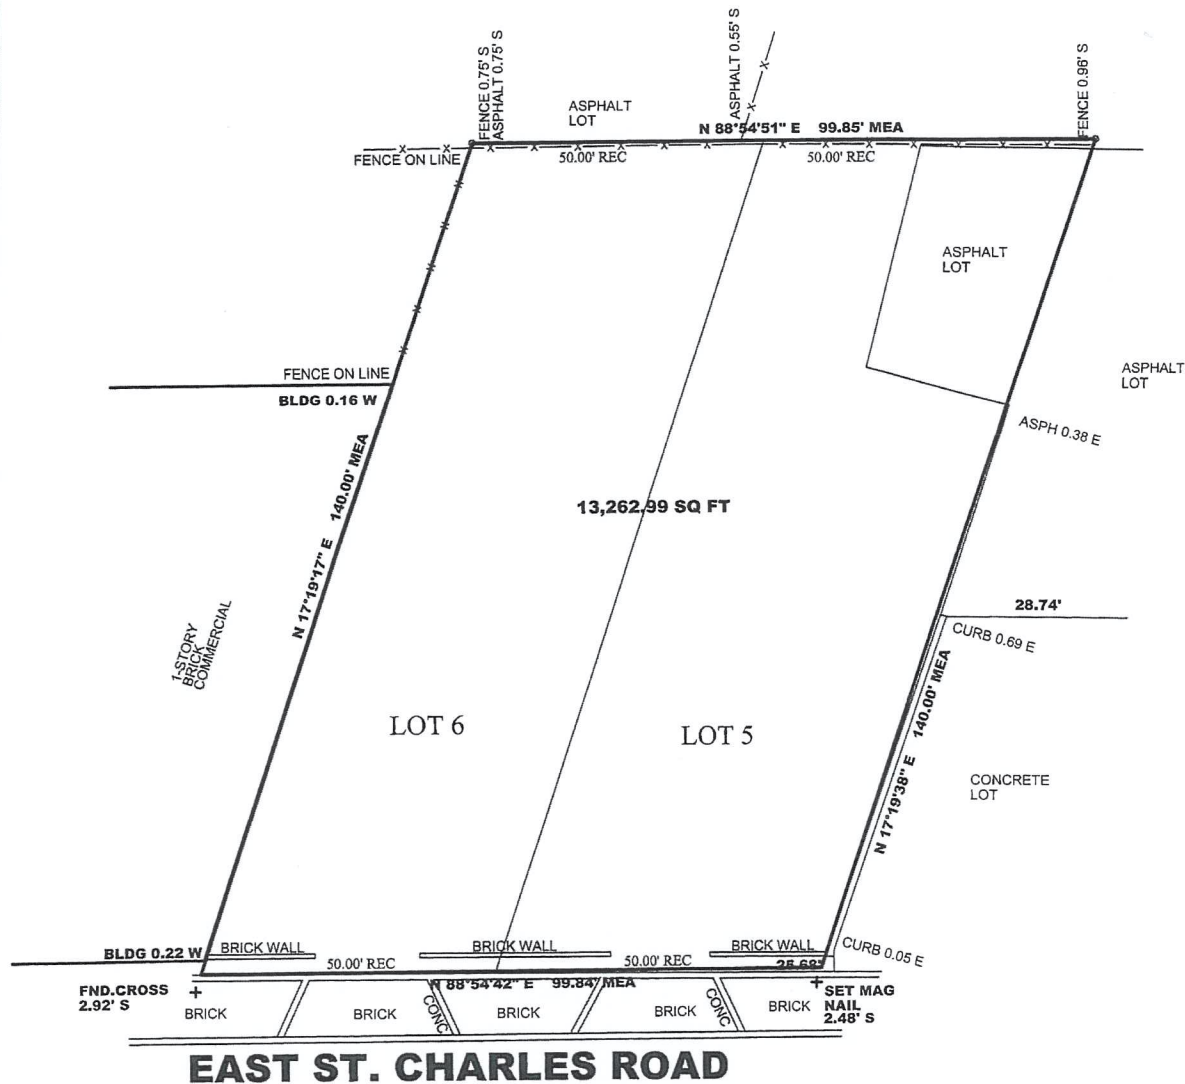 FENCE 0.75' S
ASPHALT 0.75' S
ASPHALT 0.55' S
FENCE 0.96' S
ASPHALT
LOT
N 88°54'51" E 99.85' MEA
FENCE ON LINE
50.00' REC
50.00' REC
ASPHALT
LOT
FENCE ON LINE
BLDG 0.16 W
ASPHALT
LOT
ASPH 0.38 E
N 17°19'17" E 140.00' MEA
13,262.99 SQ FT
28.74'
CURB 0.69 E
1-STORY
BRICK
COMMERCIAL
LOT 6
LOT 5
N 17°19'38" E 140.00' MEA
CONCRETE
LOT
BLDG 0.22 W
BRICK WALL
BRICK WALL
BRICK WALL
CURB 0.05 E
50.00' REC
50.00' REC
N 88°54'42" E 99.84' MEA
FND.CROSS
2.92' S
SET MAG
NAIL
2.48' S
BRICK
BRICK
CONC
BRICK
BRICK
CONC
BRICK
EAST ST. CHARLES ROAD